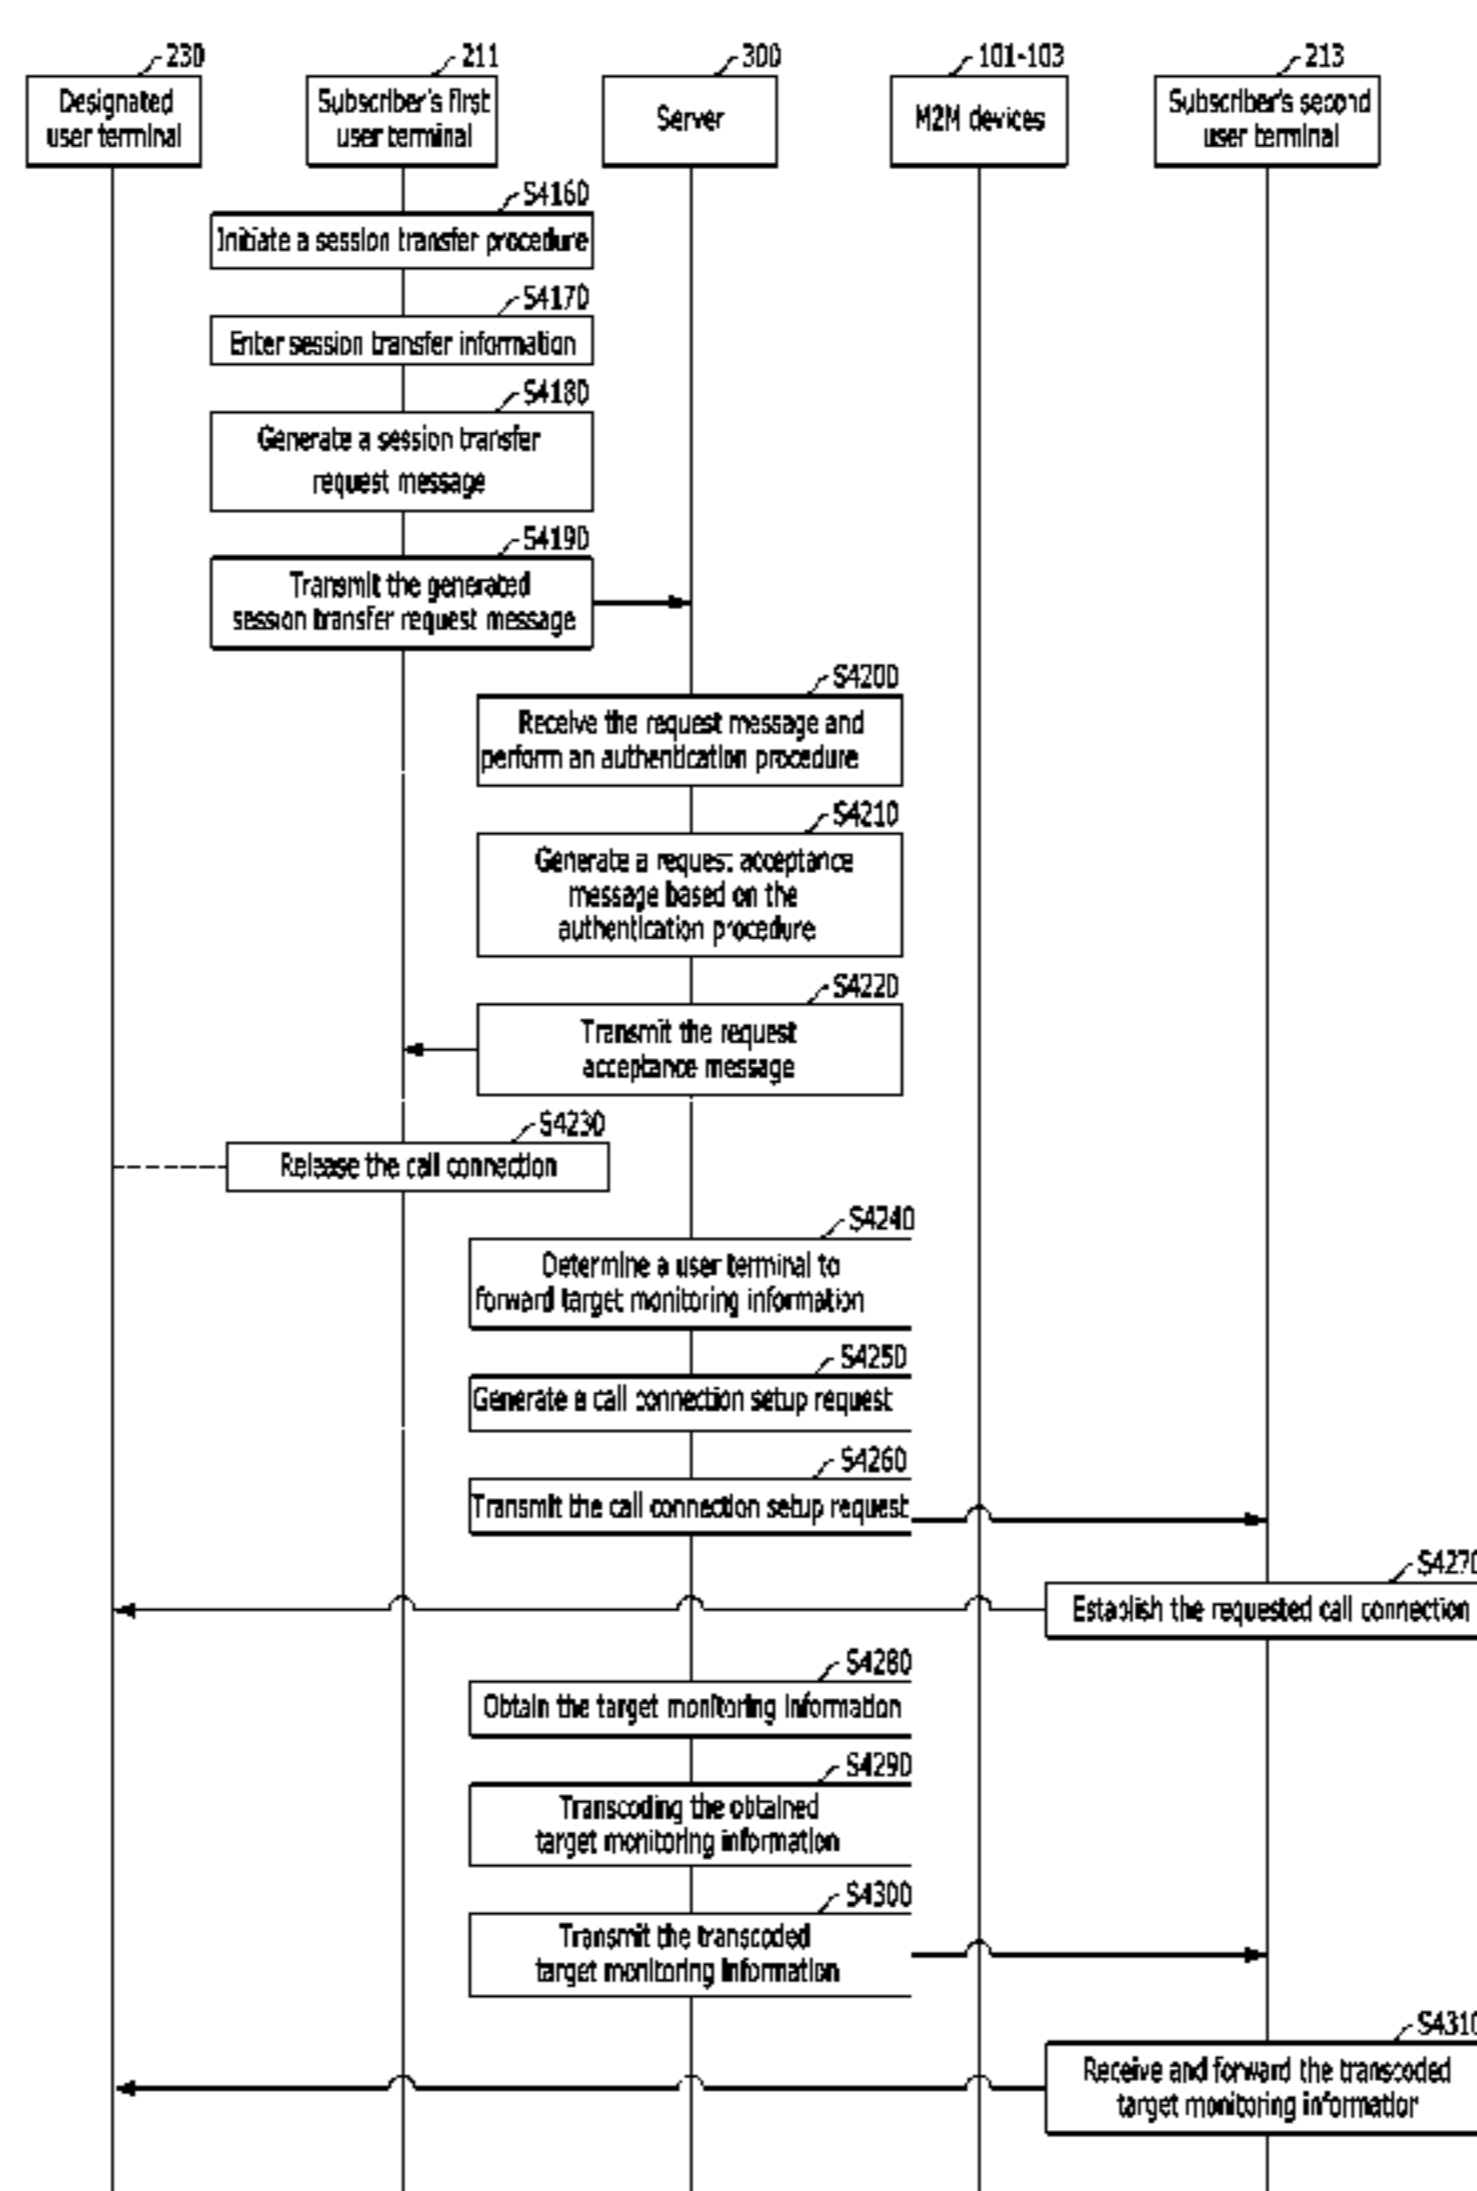 230
211
300
101-103
213
Designated
user terminal
Subscriber's first
user terminal
Server
M2M devices
Subscriber's second
user terminal
S4160
Initiate a session transfer procedure
S4170
Enter session transfer information
S4180
Generate a session transfer
request message
S4190
Transmit the generated
session transfer request message
S4200
Receive the request message and
perform an authentication procedure
S4210
Generate a request acceptance
message based on the
authentication procedure
S4220
Transmit the request
acceptance message
S4230
Release the call connection
S4240
Determine a user terminal to
forward target monitoring information
S4250
Generate a call connection setup request
S4260
Transmit the call connection setup request
S4270
Establish the requested call connection
S4280
Obtain the target monitoring information
S4290
Transcoding the obtained
target monitoring information
S4300
Transmit the transcoded
target monitoring information
S4310
Receive and forward the transcoded
target monitoring information